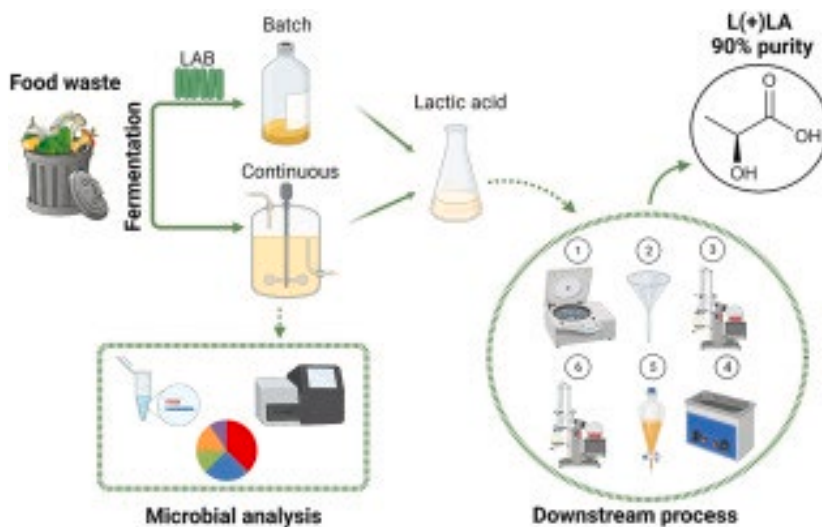 L(+)LA
90% purity
O
OH
OH
Batch
LAB
Food waste
Fermentation
Lactic acid
Continuous
1
2
3
6
5
4
Microbial analysis
Downstream process